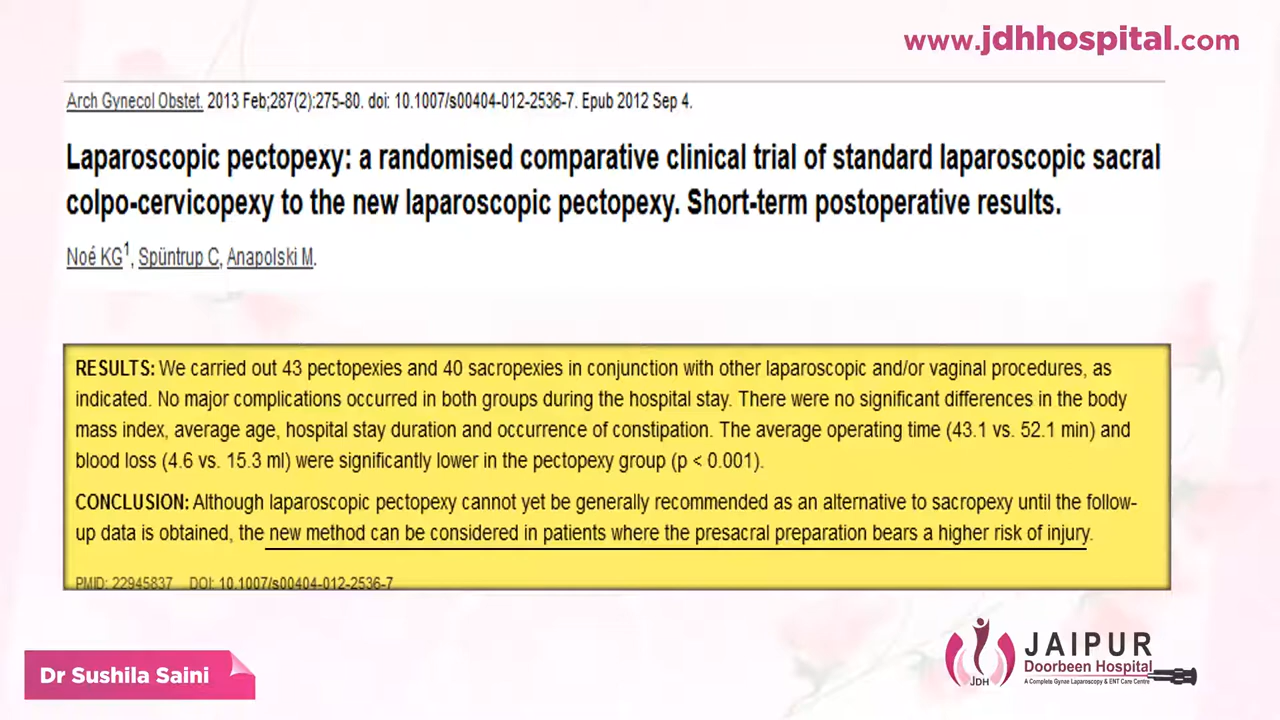 www.jdhhospital.com
Arch Gynecol Obstet. 2013 Feb;287(2):275-80. doi: 10.1007/s00404-012-2536-7. Epub 2012 Sep 4.
Laparoscopic pectopexy: a randomised comparative clinical trial of standard laparoscopic sacral
colpo-cervicopexy to the new laparoscopic pectopexy. Short-term postoperative results.
Noé KG1, Spüntrup C, Anapolski M.
RESULTS: We carried out 43 pectopexies and 40 sacropexies in conjunction with other laparoscopic and/or vaginal procedures, as
indicated. No major complications occurred in both groups during the hospital stay. There were no significant differences in the body
mass index, average age, hospital stay duration and occurrence of constipation. The average operating time (43.1 vs. 52.1 min) and
blood loss (4.6 vs. 15.3 ml) were significantly lower in the pectopexy group (p < 0.001).
CONCLUSION: Although laparoscopic pectopexy cannot yet be generally recommended as an alternative to sacropexy until the follow-
up data is obtained, the new method can be considered in patients where the presacral preparation bears a higher risk of injury.
PMID: 22945837 DOI: 10.1007/s00404-012-2536-7
Dr Sushila Saini
JDH
JAIPUR
Doorbeen Hospital
A Complete Gynae Laparoscopy & ENT Care Centre